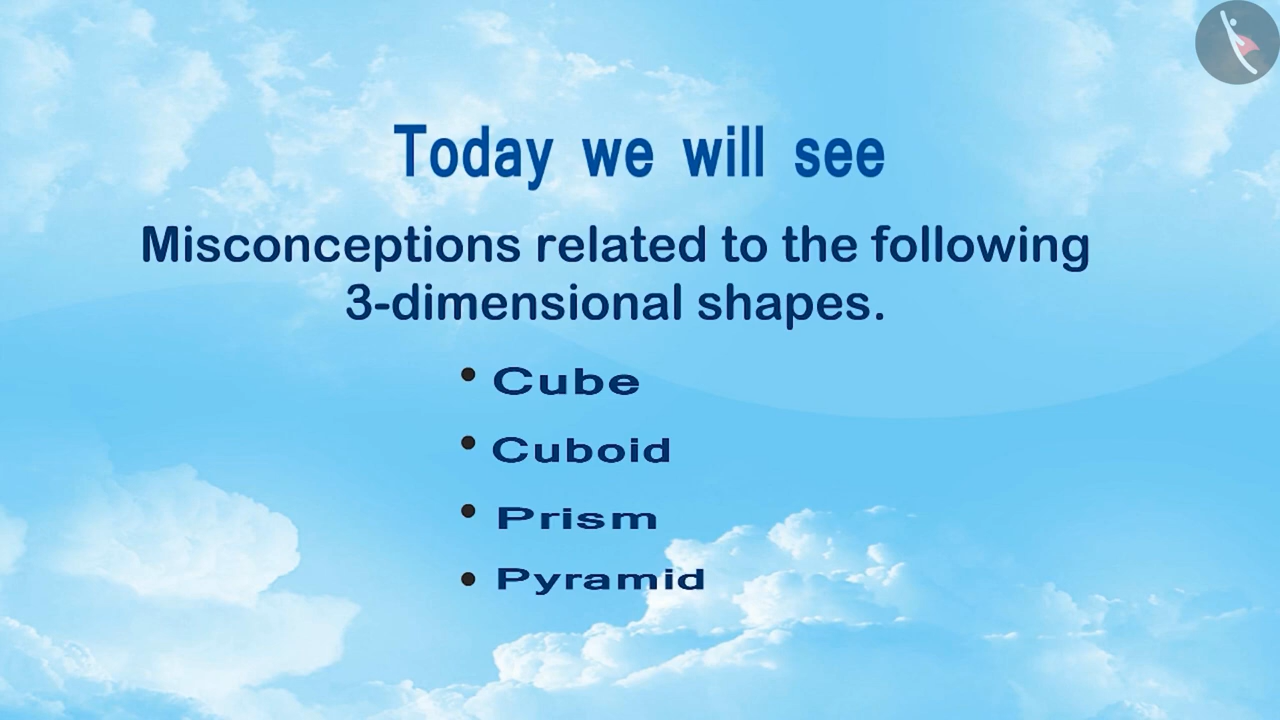 Today we will see
Misconceptions related to the following
3-dimensional shapes.
• Cube
• Cuboid
• Prism
• Pyramid